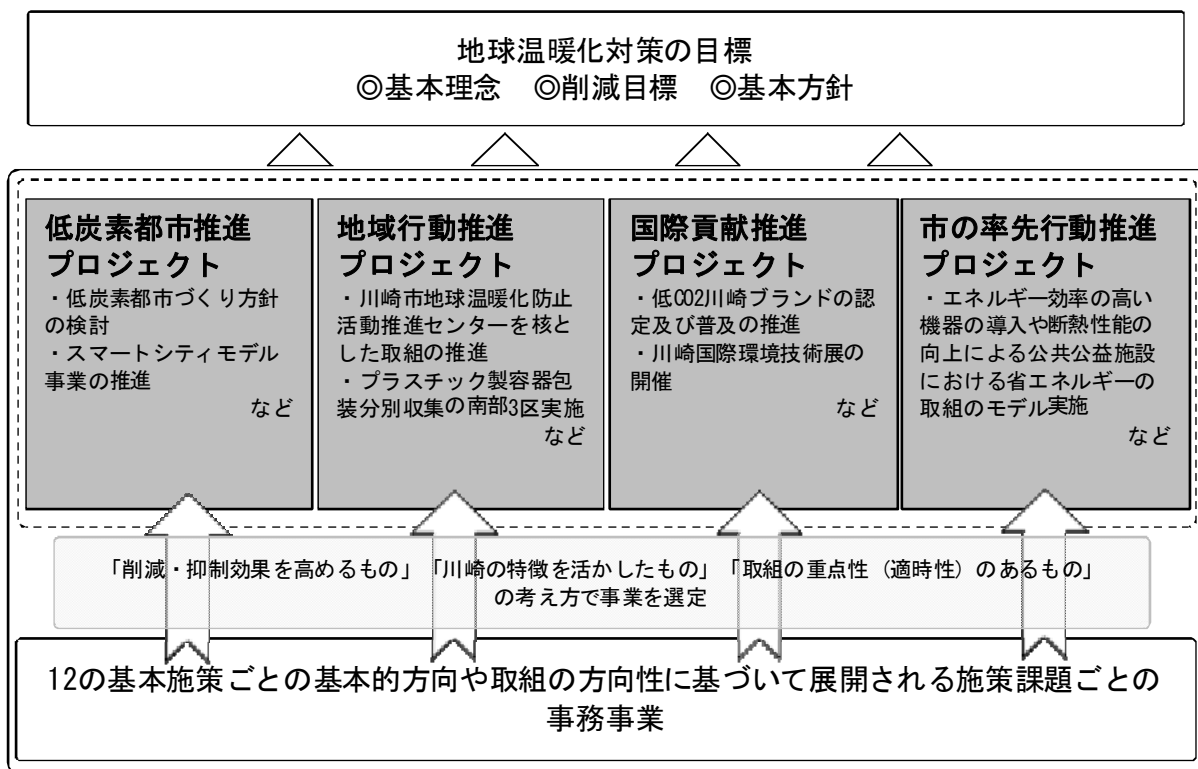 地球温暖化対策の目標
◎基本理念　◎削減目標　◎基本方針
低炭素都市推進
プロジェクト
・低炭素都市づくり方針
の検討
・スマートシティモデル
事業の推進
など
地域行動推進
プロジェクト
・川崎市地球温暖化防止
活動推進センターを核と
した取組の推進
・プラスチック製容器包
装分別収集の南部3区実施
など
国際貢献推進
プロジェクト
・低CO2川崎ブランドの認
定及び普及の推進
・川崎国際環境技術展の
開催
など
市の率先行動推進
プロジェクト
・エネルギー効率の高い
機器の導入や断熱性能の
向上による公共公益施設
における省エネルギーの
取組のモデル実施
など
「削減・抑制効果を高めるもの」「川崎の特徴を活かしたもの」「取組の重点性（適時性）のあるもの」
の考え方で事業を選定
12の基本施策ごとの基本的方向や取組の方向性に基づいて展開される施策課題ごとの
事務事業